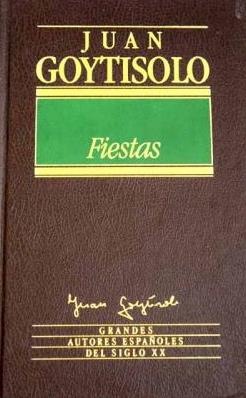 JUAN
GOYTISOLO
Fiestas
Juan Goytisolo
GRANDES
AUTORES ESPAÑOLES
DEL SIGLO XX